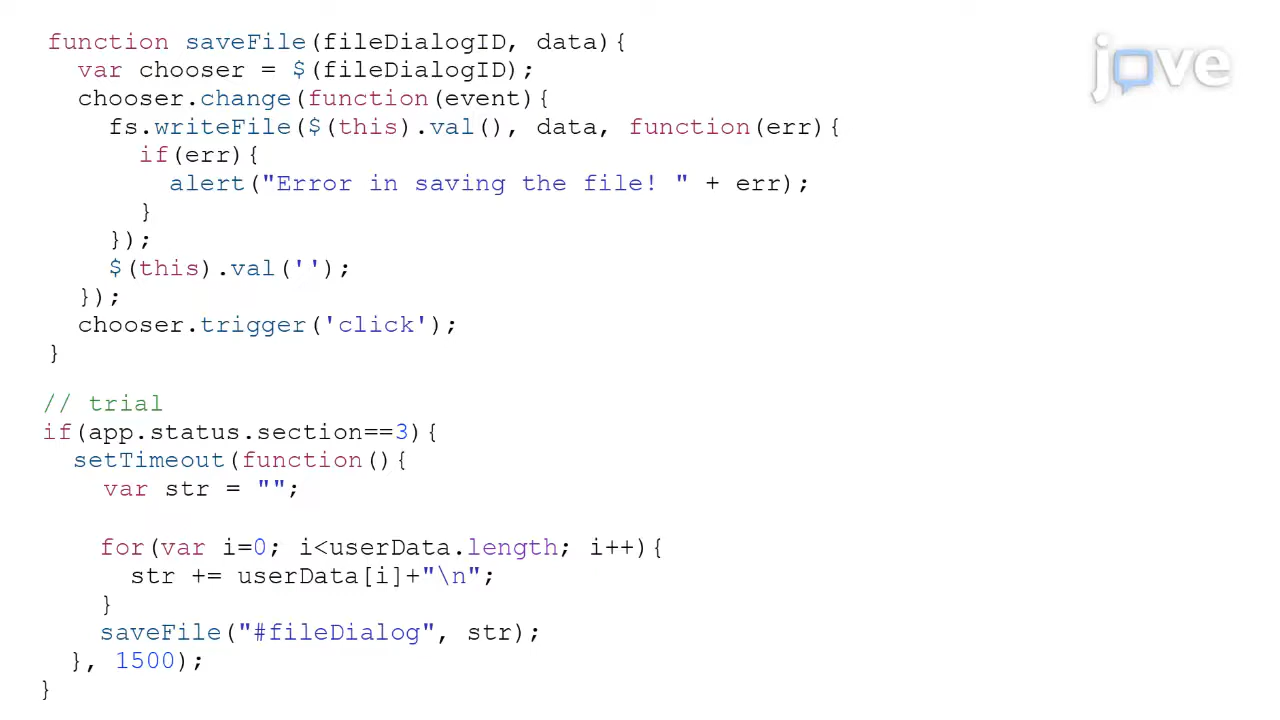 function saveFile(fileDialogID, data){
var chooser = $(fileDialogID);
chooser.change(function(event){
fs.writeFile($(this).val(), data, function(err){
if(err){
alert("Error in saving the file! " + err);
}
});
$(this).val('');
});
chooser.trigger('click');
}
// trial
if(app.status.section==3){
setTimeout(function(){
var str = "";
for(var i=0; i<userData.length; i++){
str += userData[i]+"\n";
}
saveFile("#fileDialog", str);
}, 1500);
}
jove